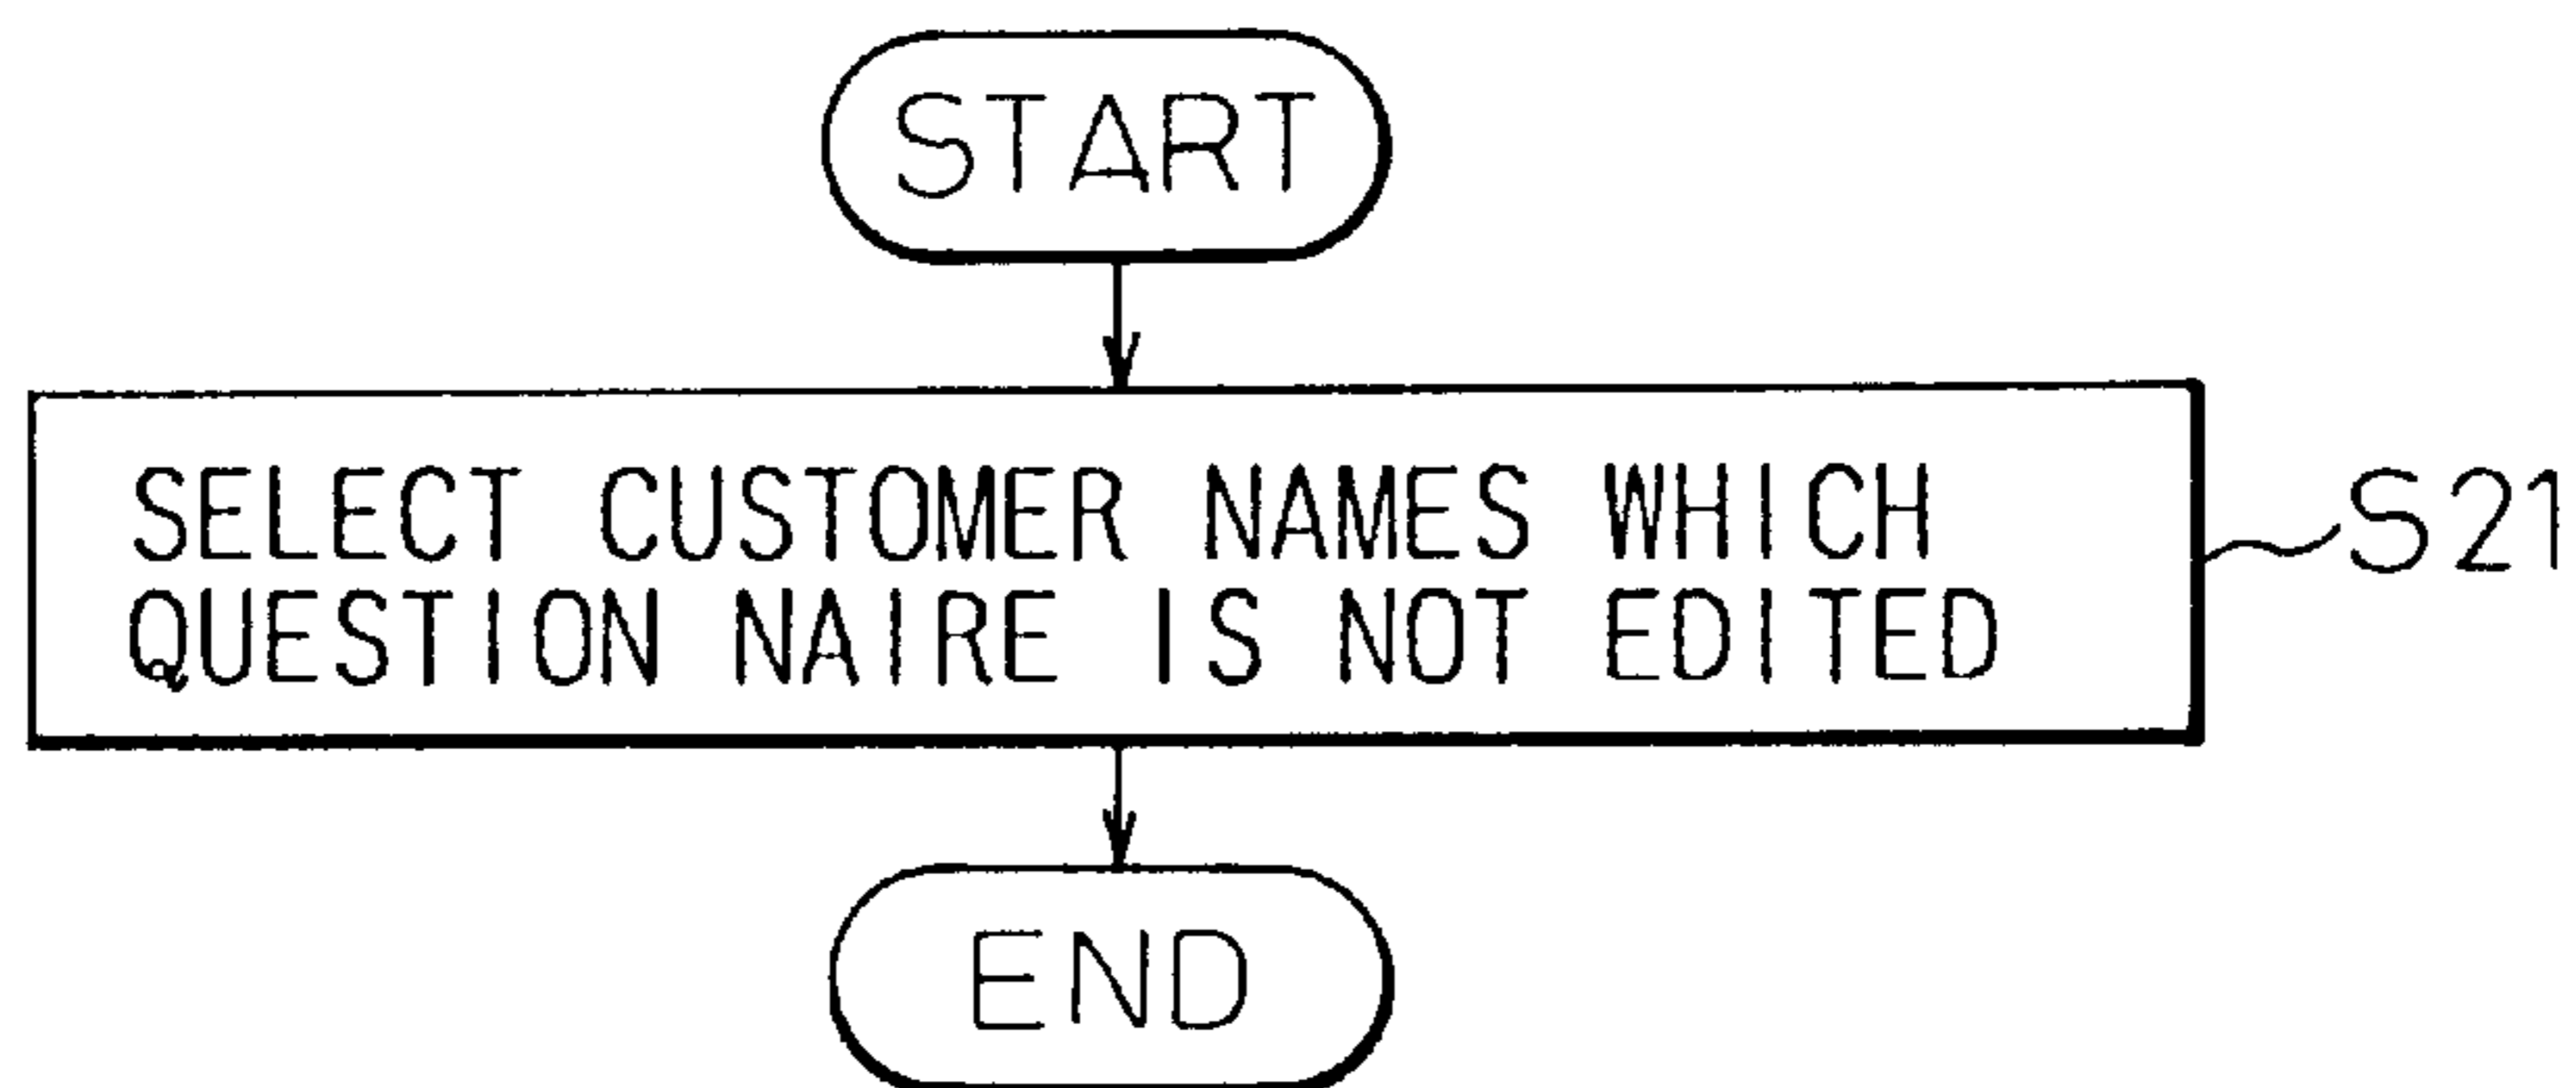 START
SELECT CUSTOMER NAMES WHICH
QUESTION NAIRE IS NOT EDITED
S21
END